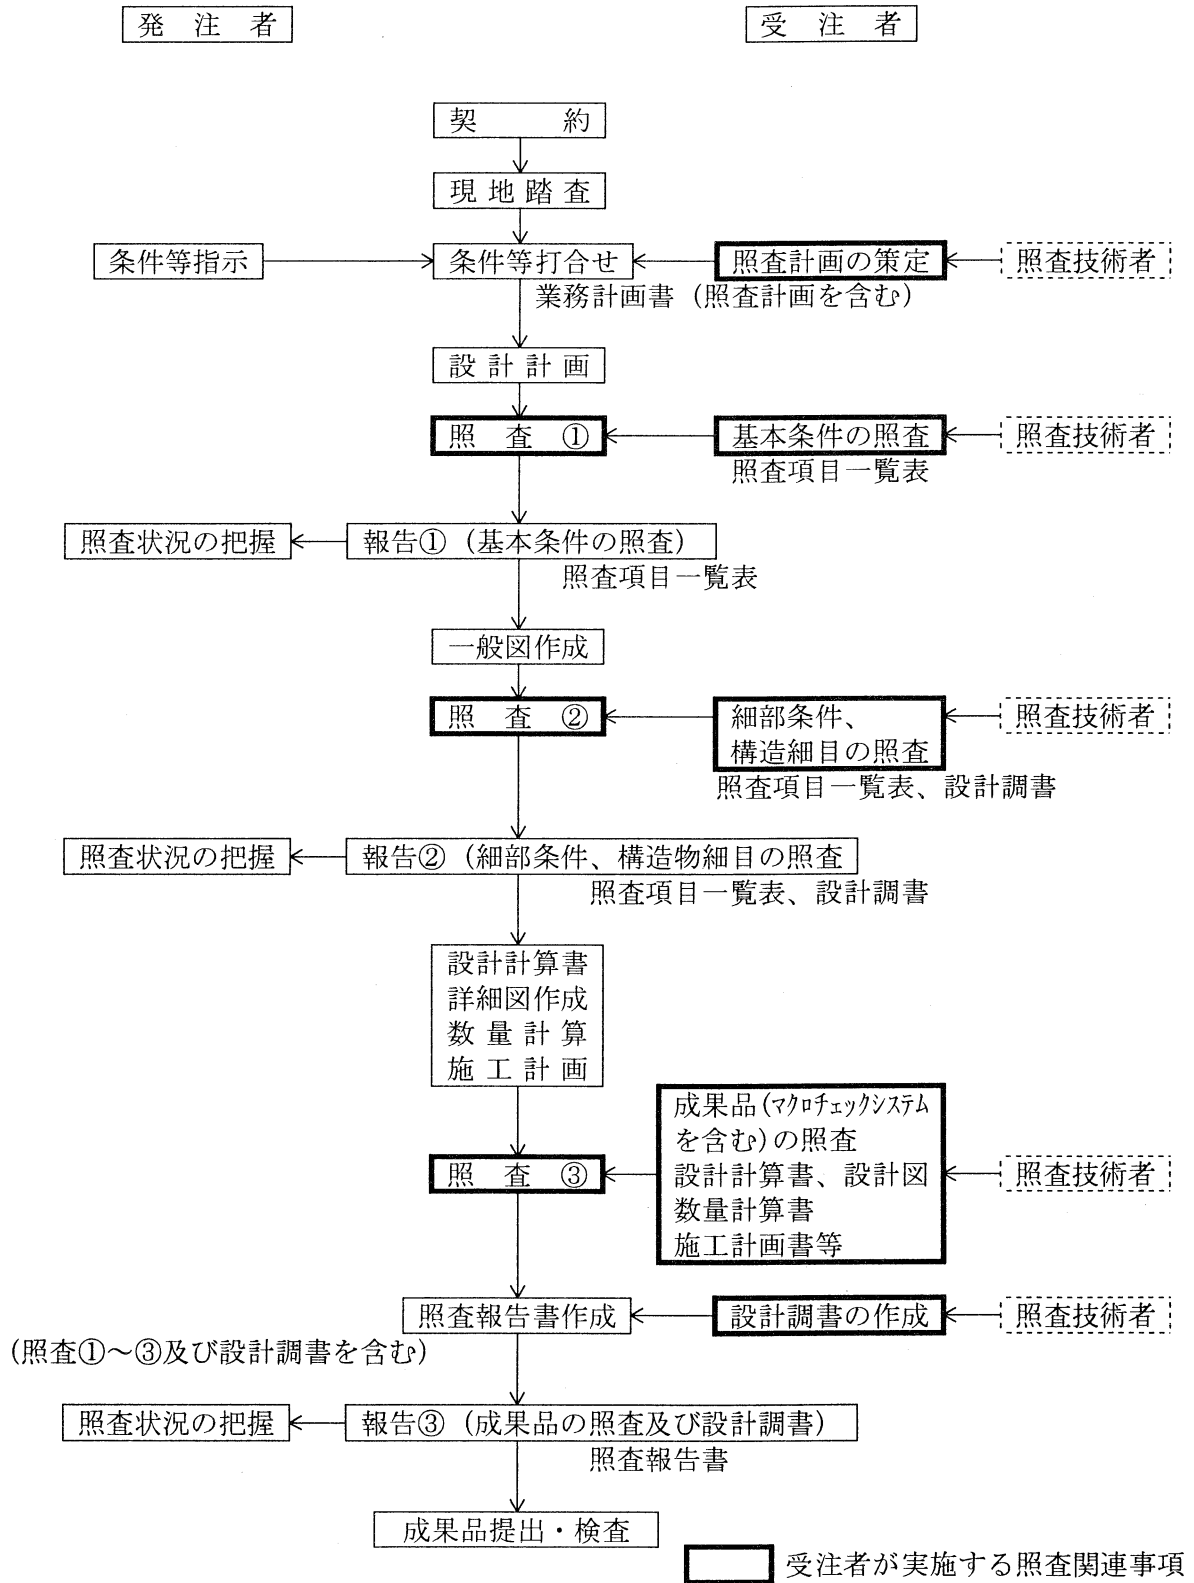 発　注　者
受　注　者
契　　　約
現地踏査
条件等指示
条件等打合せ
照査計画の策定
照査技術者
業務計画書（照査計画を含む）
設計計画
照　査　①
基本条件の照査
照査技術者
照査項目一覧表
照査状況の把握
報告①（基本条件の照査）
照査項目一覧表
一般図作成
照　査　②
細部条件、
構造細目の照査
照査技術者
照査項目一覧表、設計調書
照査状況の把握
報告②（細部条件、構造物細目の照査
照査項目一覧表、設計調書
設計計算書
詳細図作成
数量計算
施工計画
照　査　③
成果品（マクロチェックシステム
を含む）の照査
設計計算書、設計図
数量計算書
施工計画書等
照査技術者
照査報告書作成
設計調書の作成
照査技術者
（照査①～③及び設計調書を含む）
照査状況の把握
報告③（成果品の照査及び設計調書）
照査報告書
成果品提出・検査
受注者が実施する照査関連事項